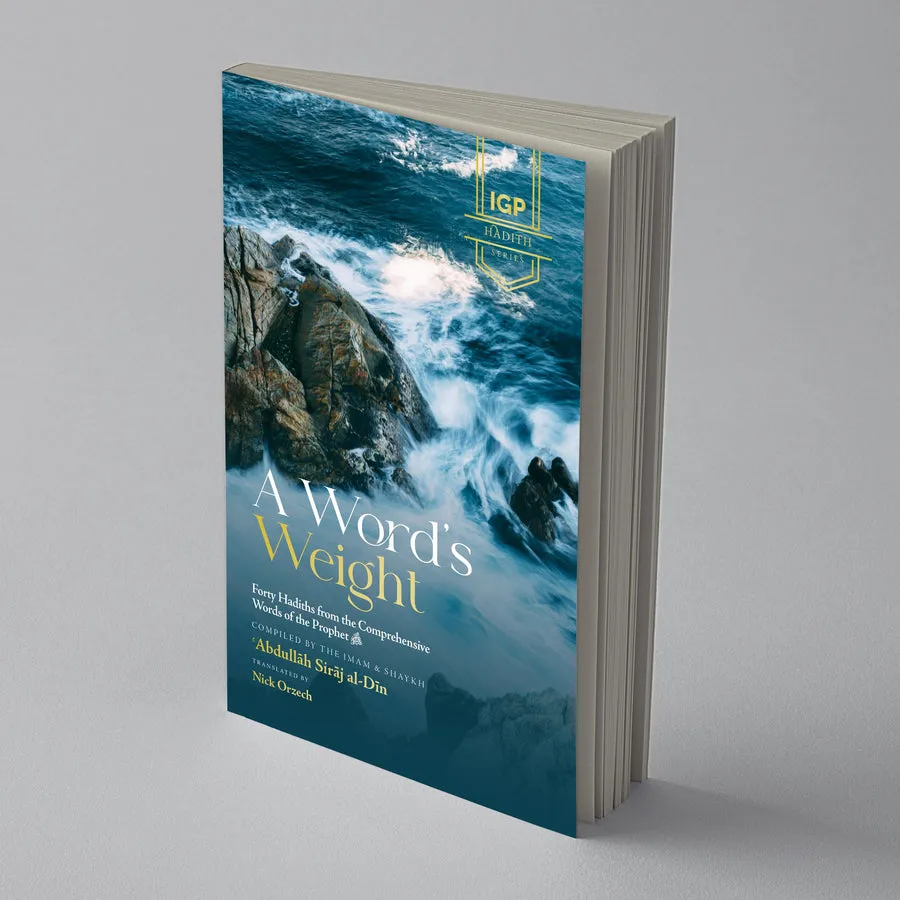 IGP
HADITH
SERIES
A Word's
Weight
Forty Hadiths from the Comprehensive
Words of the Prophet ﷺ
COMPILED BY THE IMAM & SHAYKH
ʿAbdullāh Sirāj al-Dīn
TRANSLATED BY
Nick Orzech